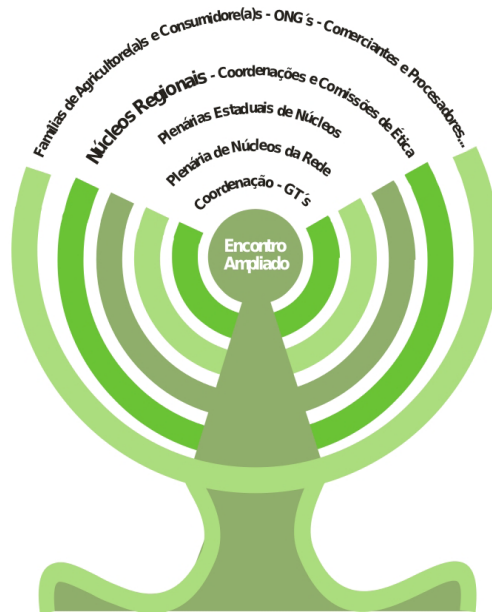 Famílias de Agricultore(a)s e Consumidore(a)s - ONG´s - Comerciantes e Procesadores...
Núcleos Regionais - Coordenações e Comissões de Ética
Plenárias Estaduais de Núcleos
Plenária de Núcleos da Rede
Coordenação - GT´s
Encontro
Ampliado